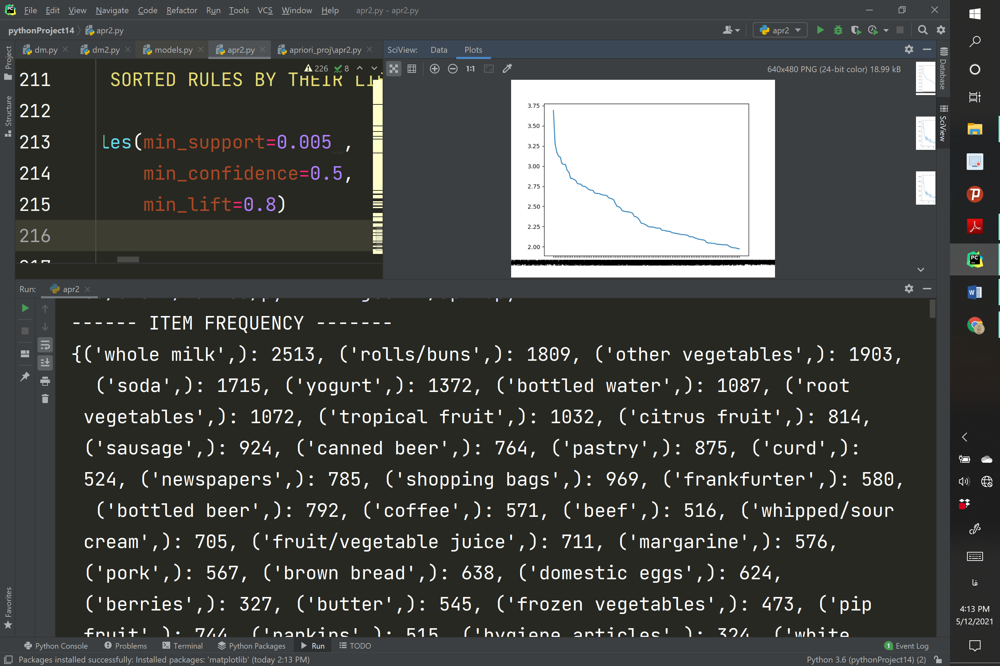 File Edit View Navigate Code Refactor Run Tools VCS Window Help apr2.py - apr2.py
pythonProject14 apr2.py
apr2
dm.py dm2.py models.py apr2.py apriori_proj\apr2.py
SciView: Data Plots
640x480 PNG (24-bit color) 18.99 kB
1:1
Project
Structure
Favorites
Database
SciView
226 8
211 SORTED RULES BY THEIR
212
213 les(min_support=0.005 ,
214 min_confidence=0.5,
215 min_lift=0.8)
216
217
3.75
3.50
3.25
3.00
2.75
2.50
2.25
2.00
Run: apr2
------ ITEM FREQUENCY -------
{('whole milk',): 2513, ('rolls/buns',): 1809, ('other vegetables',): 1903,
('soda',): 1715, ('yogurt',): 1372, ('bottled water',): 1087, ('root
vegetables',): 1072, ('tropical fruit',): 1032, ('citrus fruit',): 814,
('sausage',): 924, ('canned beer',): 764, ('pastry',): 875, ('curd',):
524, ('newspapers',): 785, ('shopping bags',): 969, ('frankfurter',): 580,
('bottled beer',): 792, ('coffee',): 571, ('beef',): 516, ('whipped/sour
cream',): 705, ('fruit/vegetable juice',): 711, ('margarine',): 576,
('pork',): 567, ('brown bread',): 638, ('domestic eggs',): 624,
('berries',): 327, ('butter',): 545, ('frozen vegetables',): 473, ('pip
fruit',): 744, ('napkins',): 515, ('hygiene articles',): 324, ('white
Python Console Problems Terminal Python Packages Run TODO
1 Event Log
Packages installed successfully: Installed packages: 'matplotlib' (today 2:13 PM)
Python 3.6 (pythonProject14) (2)
فا
4:13 PM
5/12/2021